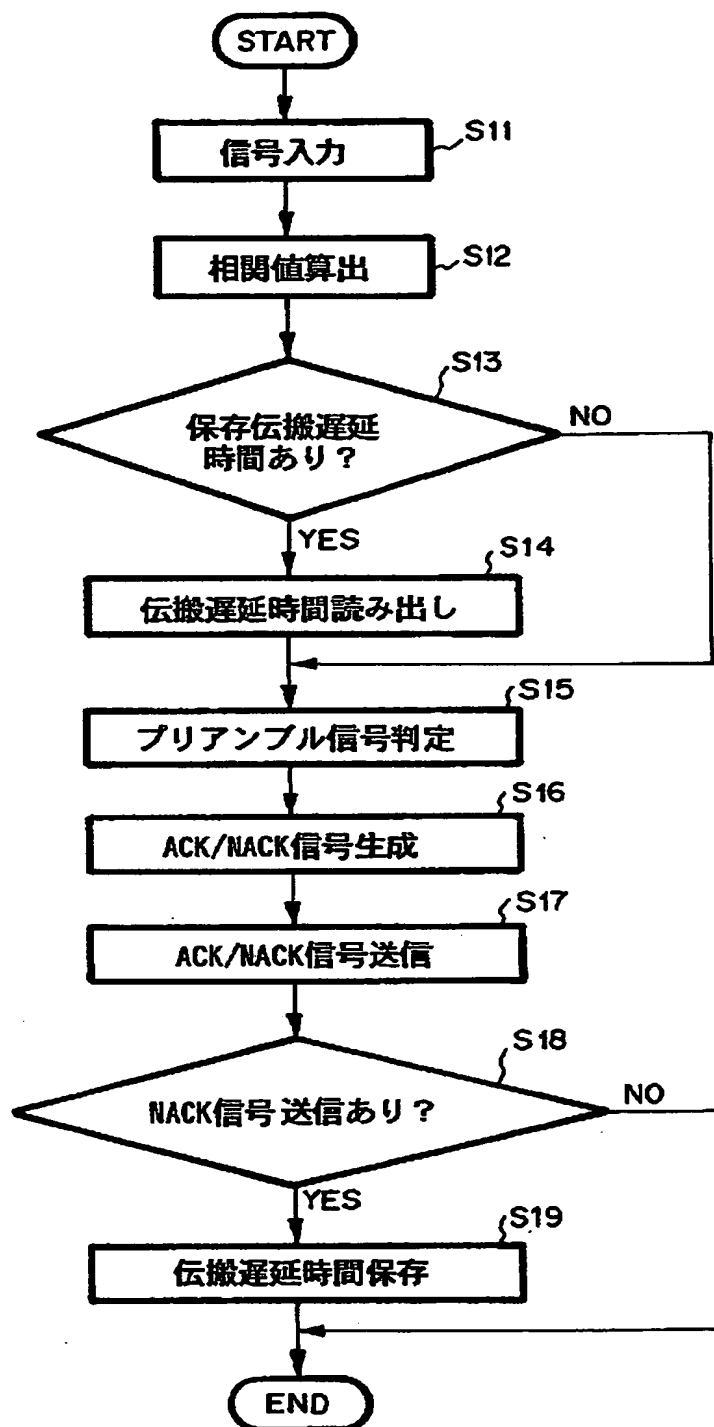 START
S11
信号入力
S12
相関値算出
S13
保存伝搬遅延
時間あり？
NO
YES
S14
伝搬遅延時間読み出し
S15
プリアンブル信号判定
S16
ACK/NACK信号生成
S17
ACK/NACK信号送信
S18
NACK信号送信あり？
NO
YES
S19
伝搬遅延時間保存
END